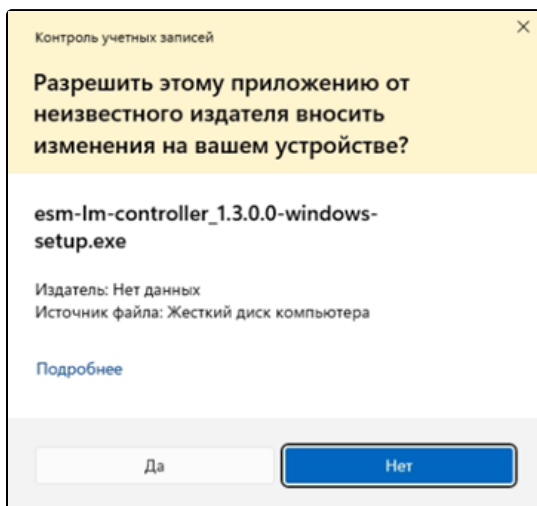 Контроль учетных записей
Разрешить этому приложению от
неизвестного издателя вносить
изменения на вашем устройстве?
esm-lm-controller_1.3.0.0-windows-
setup.exe
Издатель: Нет данных
Источник файла: Жесткий диск компьютера
Подробнее
Да
Нет